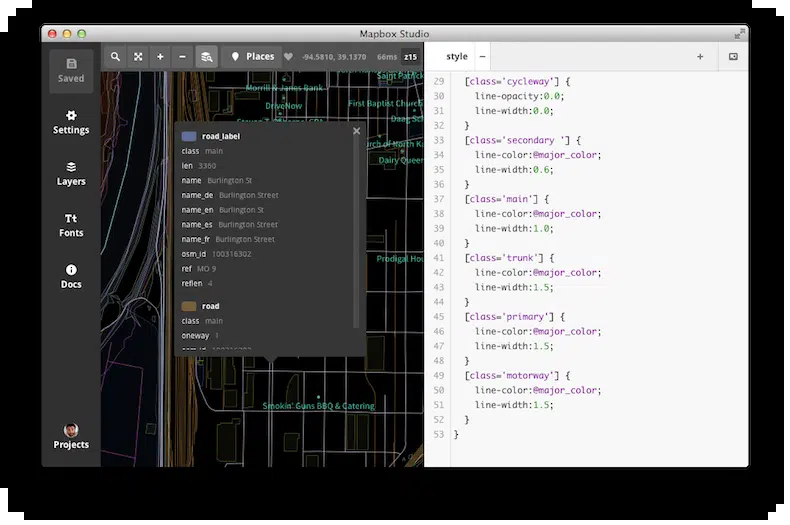 Mapbox Studio
Saved
Settings
Layers
Tt
Fonts
Docs
Projects
Places
-94.5810, 39.1370
66ms
z15
Saint Patrick
Morrill & Janes Bank
DriveNow
First Baptist Church
Daag Sc
urch of North Ka
Dairy Queen
Prodigal Hou
Smokin' Guns BBQ & Catering
road_label
class main
len 3360
name Burlington St
name_de Burlington Street
name_en Burlington St
name_es Burlington Street
name_fr Burlington Street
osm_id 100316302
ref MO 9
reflen 4
road
class main
oneway 1
style
29 [class='cycleway'] {
30 line-opacity:0.0;
31 line-width:0.0;
32 }
33 [class='secondary '] {
34 line-color:@major_color;
35 line-width:0.6;
36 }
37 [class='main'] {
38 line-color:@major_color;
39 line-width:1.0;
40 }
41 [class='trunk'] {
42 line-color:@major_color;
43 line-width:1.5;
44 }
45 [class='primary'] {
46 line-color:@major_color;
47 line-width:1.5;
48 }
49 [class='motorway'] {
50 line-color:@major_color;
51 line-width:1.5;
52 }
53 }